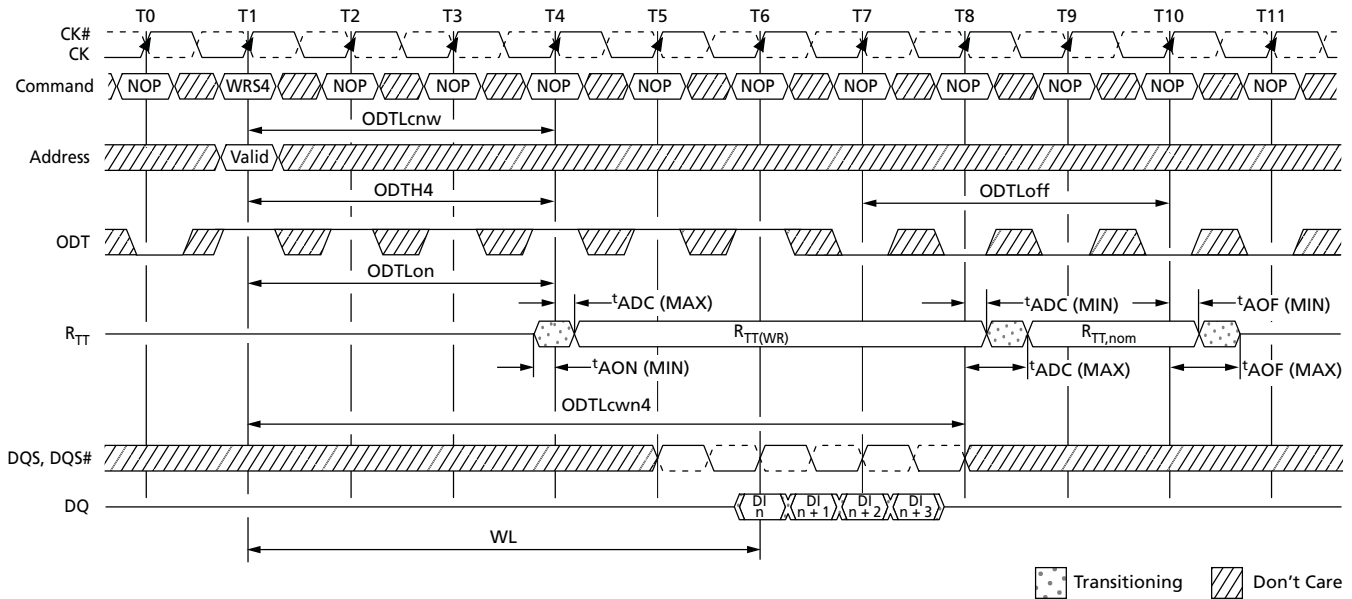 T0 T1 T2 T3 T4 T5 T6 T7 T8 T9 T10 T11
CK#
CK
Command NOP WRS4 NOP NOP NOP NOP NOP NOP NOP NOP NOP NOP
ODTLcnw
Address Valid
ODTH4 ODTLoff
ODT
ODTLon
tADC (MAX) tADC (MIN) tAOF (MIN)
RTT RTT(WR) RTT,nom
tAON (MIN) tADC (MAX) tAOF (MAX)
ODTLcwn4
DQS, DQS#
DQ DI n DI n + 1 DI n + 2 DI n + 3
WL
Transitioning Don't Care